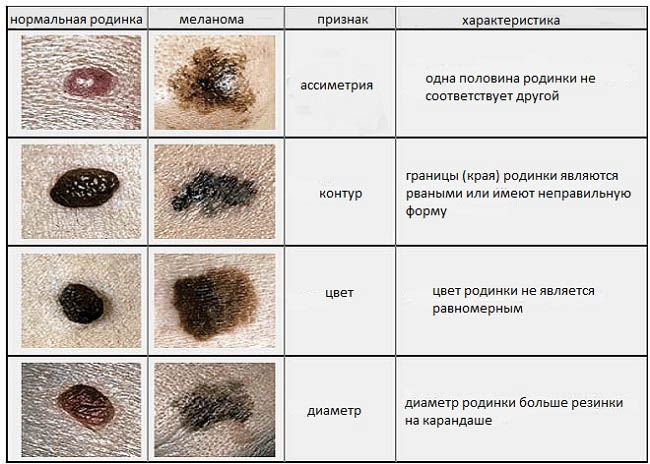 нормальная родинка меланома признак характеристика
ассиметрия
одна половина родинки не
соответствует другой
контур
границы (края) родинки являются
рваными или имеют неправильную
форму
цвет
цвет родинки не является
равномерным
диаметр
диаметр родинки больше резинки
на карандаше